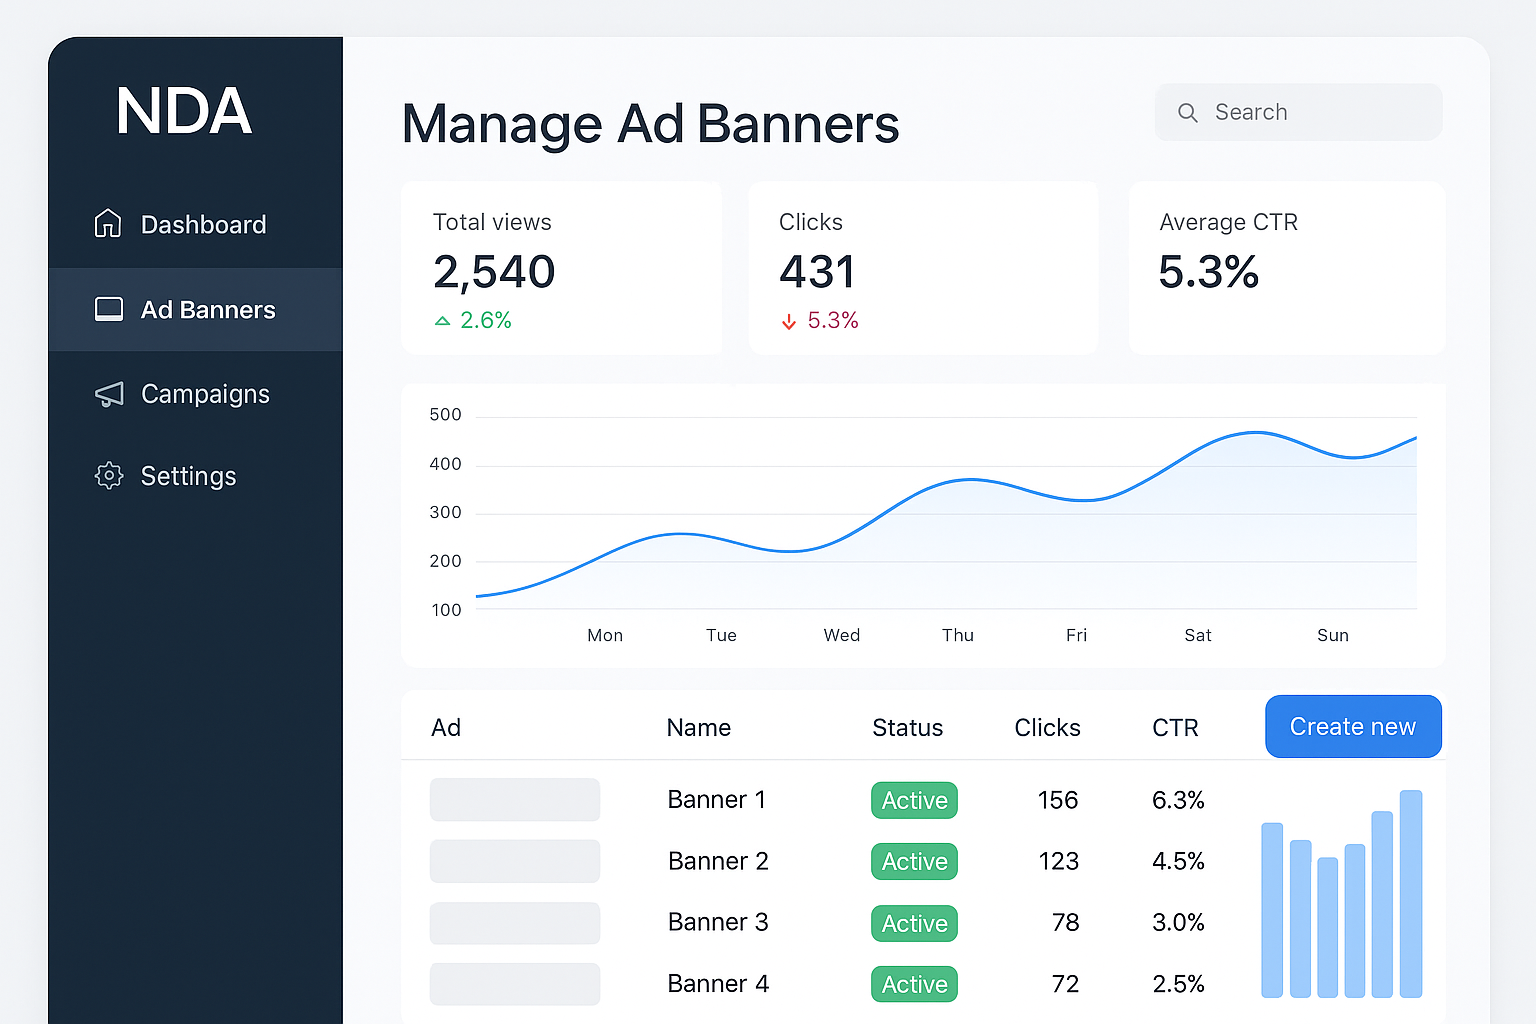 NDA
Dashboard
Ad Banners
Campaigns
Settings
Manage Ad Banners
Search
Total views
2,540
2.6%
Clicks
431
5.3%
Average CTR
5.3%
500
400
300
200
100
Mon Tue Wed Thu Fri Sat Sun
Ad Name Status Clicks CTR Create new
Banner 1 Active 156 6.3%
Banner 2 Active 123 4.5%
Banner 3 Active 78 3.0%
Banner 4 Active 72 2.5%